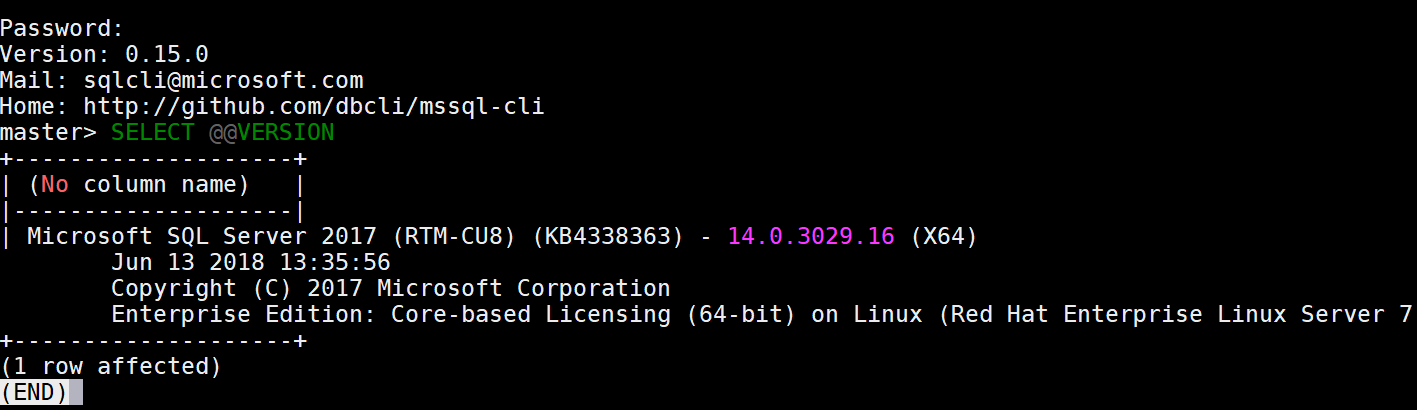 Password:
Version: 0.15.0
Mail: sqlcli@microsoft.com
Home: http://github.com/dbcli/mssql-cli
master> SELECT @@VERSION
+--------------------+
| (No column name)   |
|--------------------|
| Microsoft SQL Server 2017 (RTM-CU8) (KB4338363) - 14.0.3029.16 (X64)
        Jun 13 2018 13:35:56
        Copyright (C) 2017 Microsoft Corporation
        Enterprise Edition: Core-based Licensing (64-bit) on Linux (Red Hat Enterprise Linux Server 7
+--------------------+
(1 row affected)
(END)